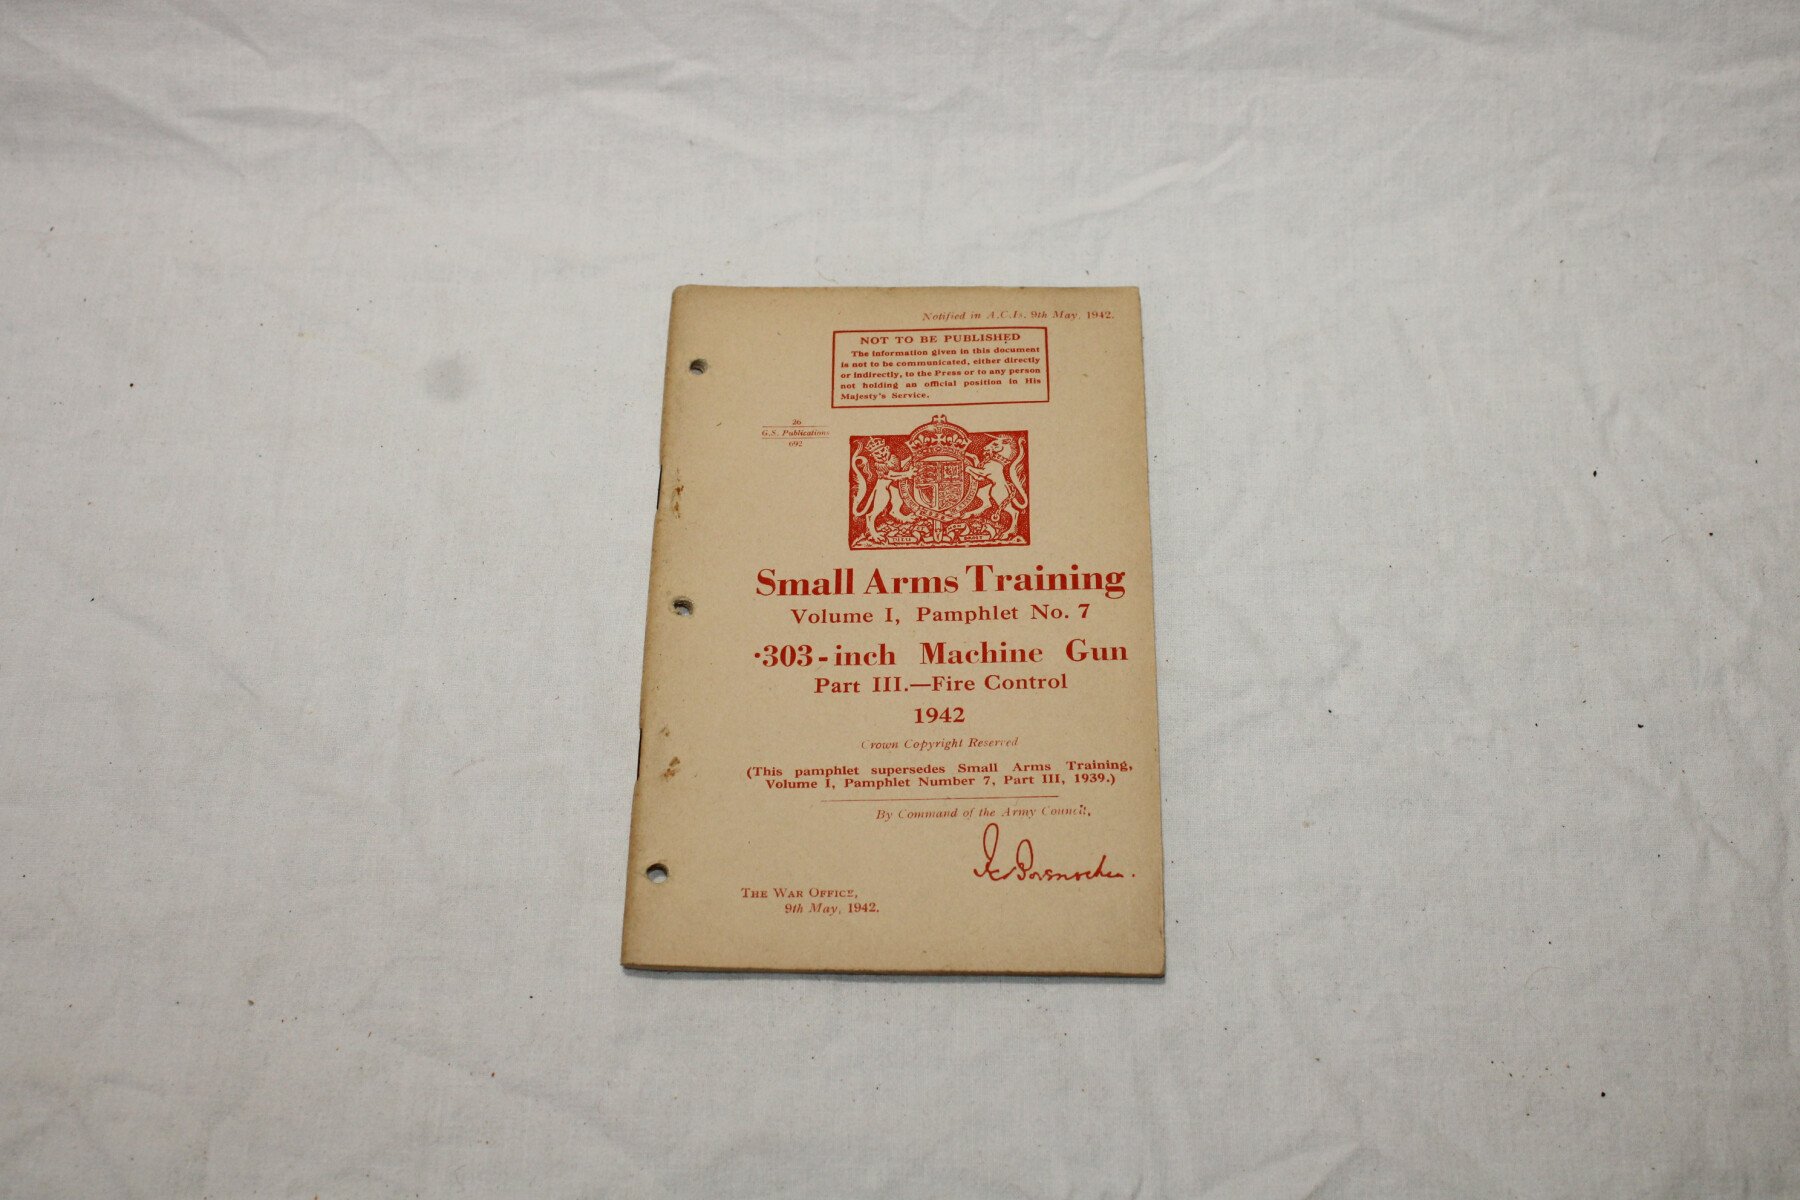 Notified in A.C.Is. 9th May, 1942.
NOT TO BE PUBLISHED
The information given in this document
is not to be communicated, either directly
or indirectly, to the Press or to any person
not holding an official position in His
Majesty's Service.
26
G.S. Publications
692
DIEU
DROIT
Small Arms Training
Volume I, Pamphlet No. 7
·303-inch Machine Gun
Part III.—Fire Control
1942
Crown Copyright Reserved
(This pamphlet supersedes Small Arms Training,
Volume I, Pamphlet Number 7, Part III, 1939.)
By Command of the Army Council,
THE WAR OFFICE,
9th May, 1942.